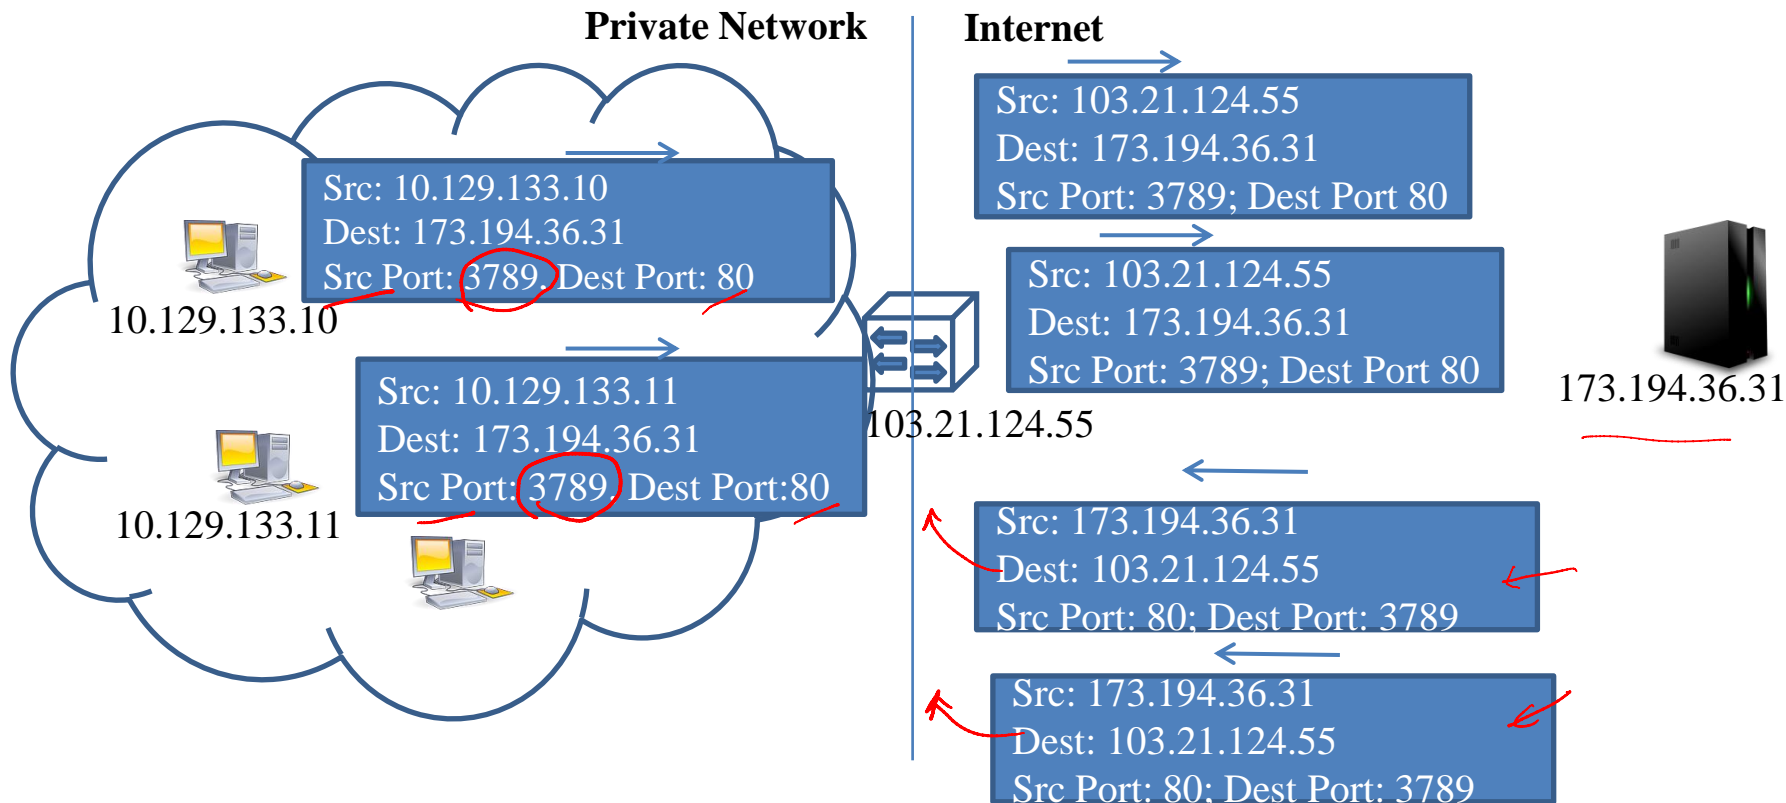 Private Network
Internet
Src: 103.21.124.55
Dest: 173.194.36.31
Src Port: 3789; Dest Port 80
Src: 10.129.133.10
Dest: 173.194.36.31
Src Port: 3789. Dest Port: 80
10.129.133.10
Src: 103.21.124.55
Dest: 173.194.36.31
Src Port: 3789; Dest Port 80
173.194.36.31
103.21.124.55
Src: 10.129.133.11
Dest: 173.194.36.31
Src Port: 3789, Dest Port:80
10.129.133.11
Src: 173.194.36.31
Dest: 103.21.124.55
Src Port: 80; Dest Port: 3789
Src: 173.194.36.31
Dest: 103.21.124.55
Src Port: 80; Dest Port: 3789